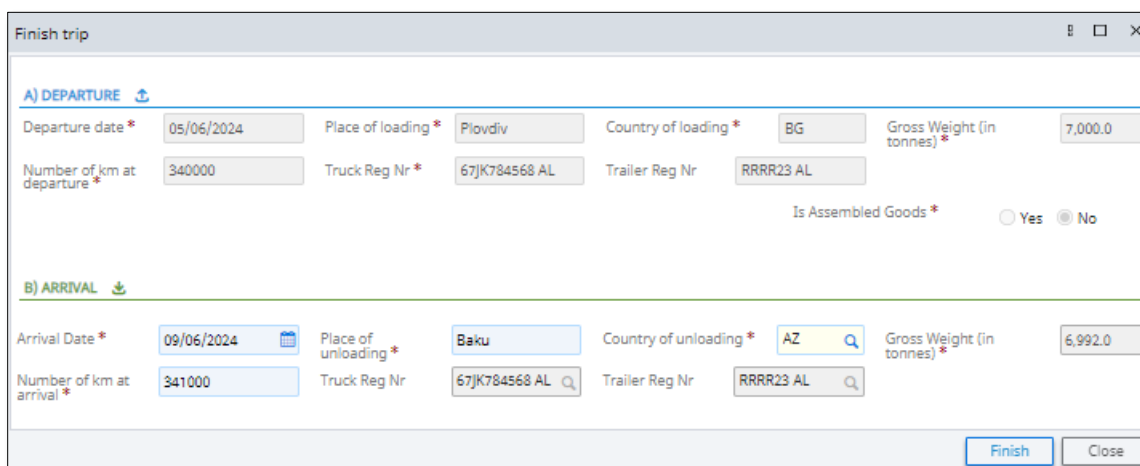 Finish trip
A) DEPARTURE
Departure date * 05/06/2024 Place of loading * Plovdiv Country of loading * BG Gross Weight (in
tonnes) * 7,000.0
Number of km at
departure * 340000 Truck Reg Nr * 67JK784568 AL Trailer Reg Nr RRRR23 AL
Is Assembled Goods * Yes No
B) ARRIVAL
Arrival Date * 09/06/2024 Place of
unloading * Baku Country of unloading * AZ Gross Weight (in
tonnes) * 6,992.0
Number of km at
arrival * 341000 Truck Reg Nr 67JK784568 AL Trailer Reg Nr RRRR23 AL
Finish Close